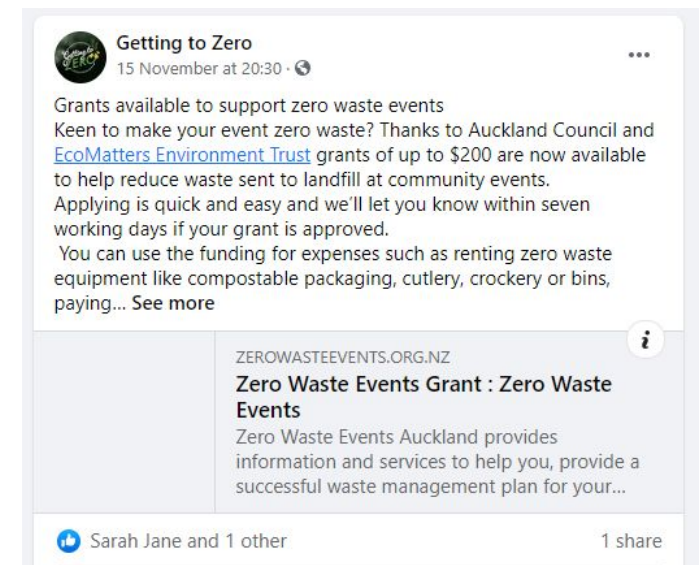 Getting to Zero
15 November at 20:30 ·
Getting to
ZERO
Grants available to support zero waste events
Keen to make your event zero waste? Thanks to Auckland Council and
EcoMatters Environment Trust grants of up to $200 are now available
to help reduce waste sent to landfill at community events.
Applying is quick and easy and we'll let you know within seven
working days if your grant is approved.
You can use the funding for expenses such as renting zero waste
equipment like compostable packaging, cutlery, crockery or bins,
paying... See more
ZEROWASTEEVENTS.ORG.NZ
Zero Waste Events Grant : Zero Waste
Events
Zero Waste Events Auckland provides
information and services to help you, provide a
successful waste management plan for your...
Sarah Jane and 1 other
1 share